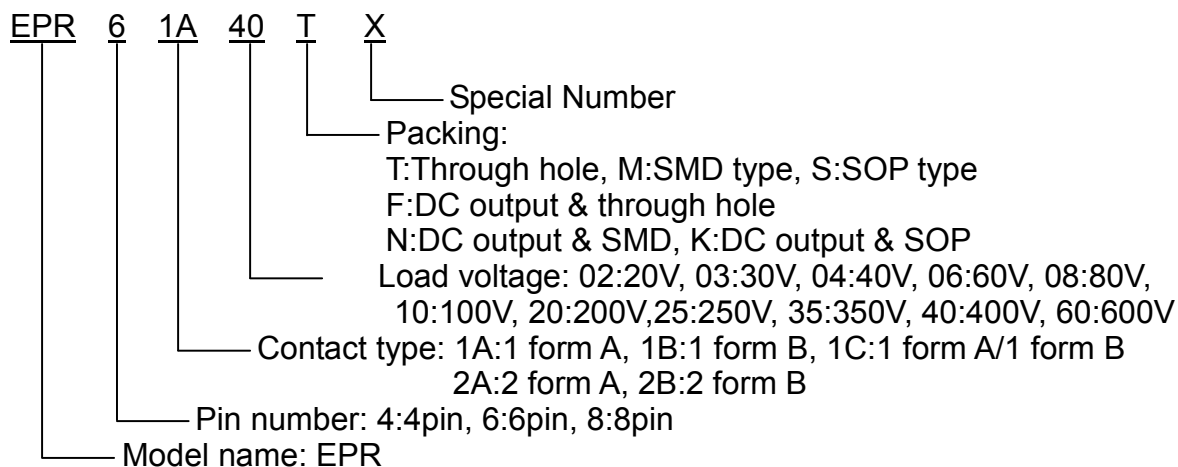 EPR 6 1A 40 T X
Special Number
Packing:
T:Through hole, M:SMD type, S:SOP type
F:DC output & through hole
N:DC output & SMD, K:DC output & SOP
Load voltage: 02:20V, 03:30V, 04:40V, 06:60V, 08:80V,
10:100V, 20:200V,25:250V, 35:350V, 40:400V, 60:600V
Contact type: 1A:1 form A, 1B:1 form B, 1C:1 form A/1 form B
2A:2 form A, 2B:2 form B
Pin number: 4:4pin, 6:6pin, 8:8pin
Model name: EPR